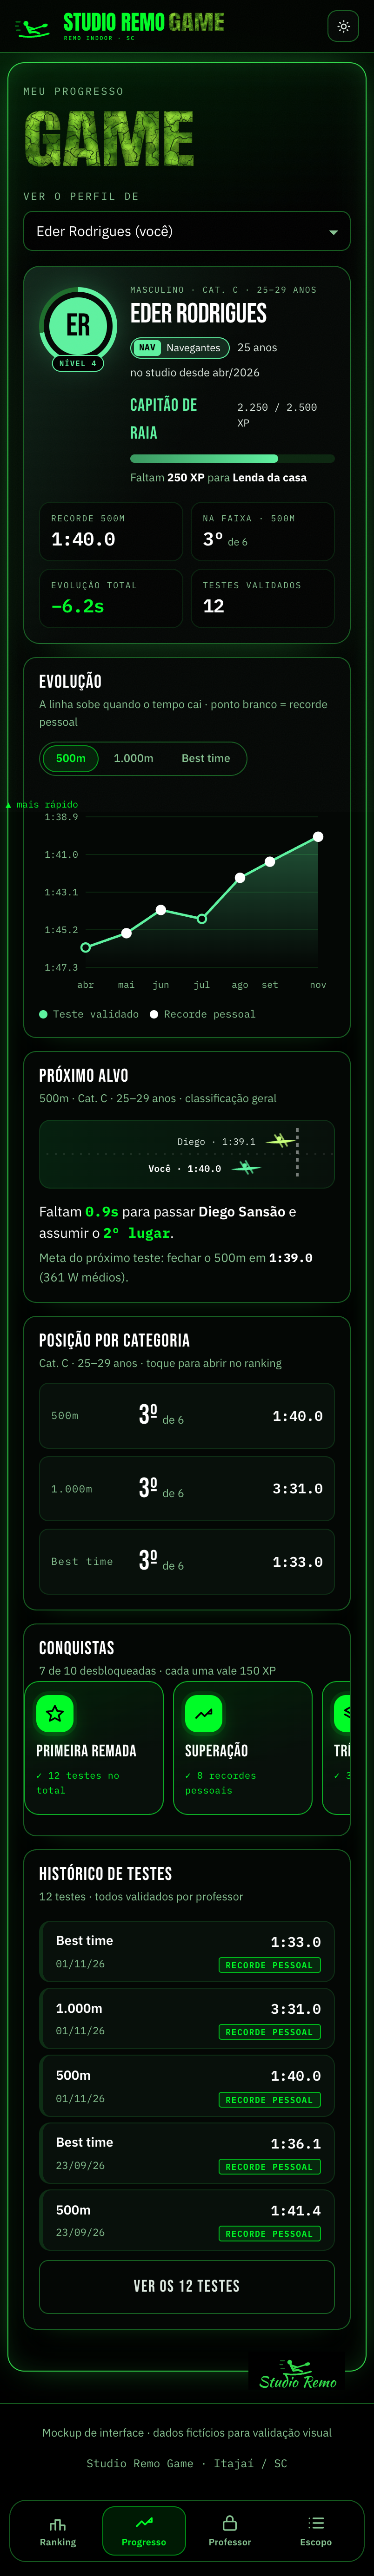 STUDIO REMO GAME
REMO INDOOR · SC
MEU PROGRESSO
GAME
VER O PERFIL DE
Eder Rodrigues (você)
ER
NÍVEL 4
MASCULINO · CAT. C · 25–29 ANOS
EDER RODRIGUES
NAV Navegantes 25 anos
no studio desde abr/2026
CAPITÃO DE
RAIA
2.250 / 2.500
XP
Faltam 250 XP para Lenda da casa
RECORDE 500M
1:40.0
NA FAIXA · 500M
3º de 6
EVOLUÇÃO TOTAL
−6.2s
TESTES VALIDADOS
12
EVOLUÇÃO
A linha sobe quando o tempo cai · ponto branco = recorde
pessoal
500m 1.000m Best time
▲ mais rápido
1:38.9
1:41.0
1:43.1
1:45.2
1:47.3
abr mai jun jul ago set nov
Teste validado Recorde pessoal
PRÓXIMO ALVO
500m · Cat. C · 25–29 anos · classificação geral
Diego · 1:39.1
Você · 1:40.0
Faltam 0.9s para passar Diego Sansão e
assumir o 2º lugar.
Meta do próximo teste: fechar o 500m em 1:39.0
(361 W médios).
POSIÇÃO POR CATEGORIA
Cat. C · 25–29 anos · toque para abrir no ranking
500m 3º de 6 1:40.0
1.000m 3º de 6 3:31.0
Best time 3º de 6 1:33.0
CONQUISTAS
7 de 10 desbloqueadas · cada uma vale 150 XP
PRIMEIRA REMADA
✓ 12 testes no
total
SUPERAÇÃO
✓ 8 recordes
pessoais
TRÍ
✓ 3
HISTÓRICO DE TESTES
12 testes · todos validados por professor
Best time 1:33.0
01/11/26 RECORDE PESSOAL
1.000m 3:31.0
01/11/26 RECORDE PESSOAL
500m 1:40.0
01/11/26 RECORDE PESSOAL
Best time 1:36.1
23/09/26 RECORDE PESSOAL
500m 1:41.4
23/09/26 RECORDE PESSOAL
VER OS 12 TESTES
Studio Remo
Mockup de interface · dados fictícios para validação visual
Studio Remo Game · Itajaí / SC
Ranking Progresso Professor Escopo